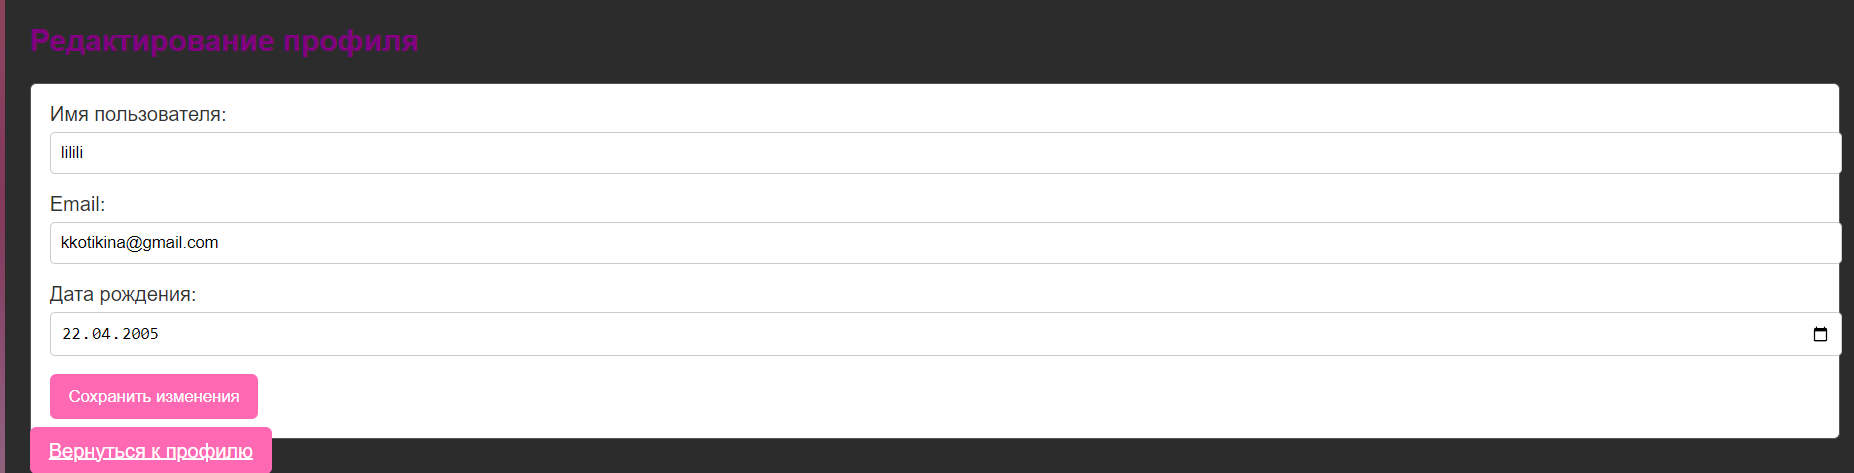 Редактирование профиля
Имя пользователя:
lilili
Email:
kkotikina@gmail.com
Дата рождения:
22.04.2005
Сохранить изменения
Вернуться к профилю